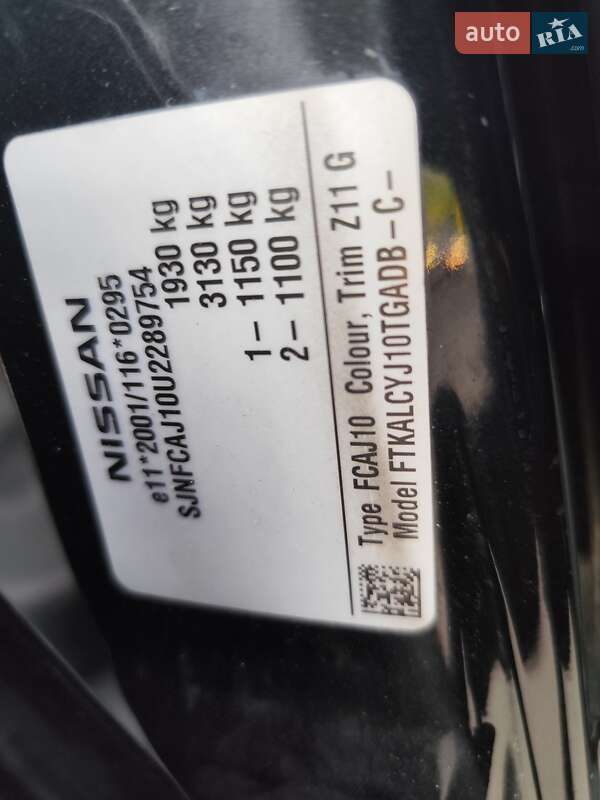 auto RIA.com
NISSAN
e11*2001/116*0295
SJNFCAJ10U2289754
1930 kg
3130 kg
1– 1150 kg
2– 1100 kg
Type FCAJ10 Colour, Trim Z11 G
Model FTKALCYJ10TGADB–C–